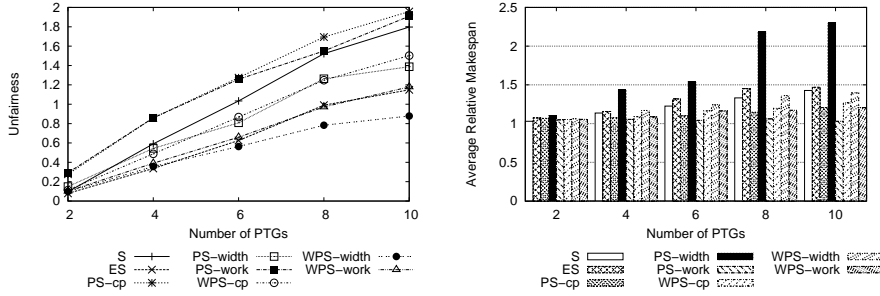 2
1.8
1.6
1.4
1.2
1
0.8
0.6
0.4
0.2
0
Unfairness
2 4 6 8 10
Number of PTGs
S PS-width WPS-width
ES PS-work WPS-work
PS-cp WPS-cp
2.5
2
1.5
1
0.5
0
Average Relative Makespan
2 4 6 8 10
Number of PTGs
S PS-width WPS-width
ES PS-work WPS-work
PS-cp WPS-cp